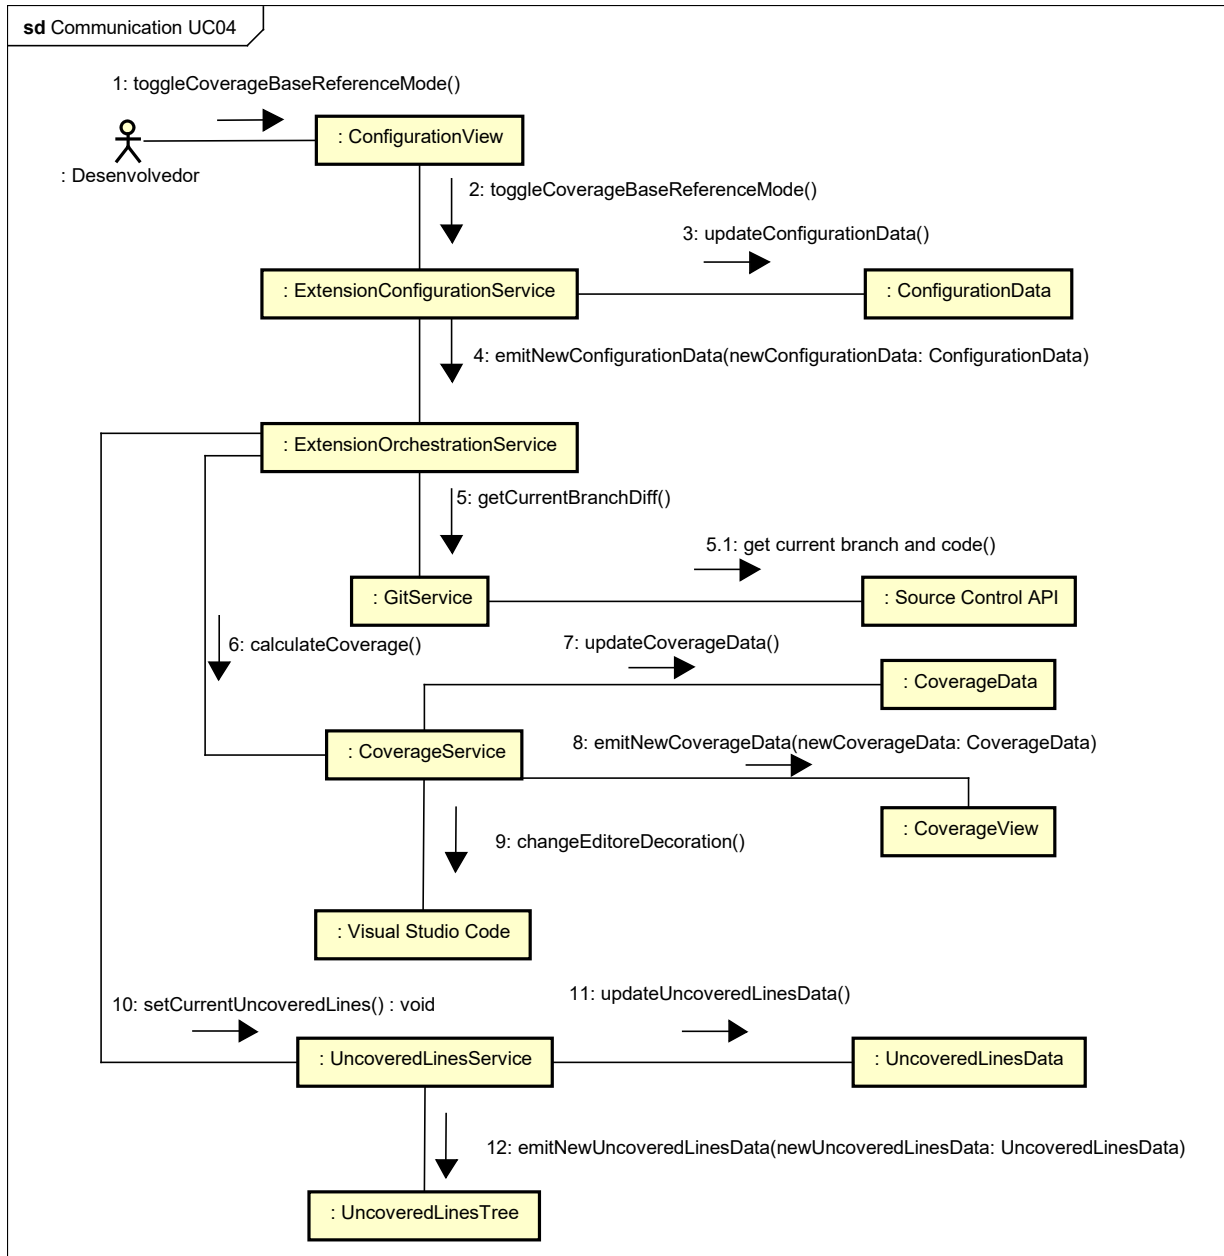 sd Communication UC04
1: toggleCoverageBaseReferenceMode()
: ConfigurationView
: Desenvolvedor
2: toggleCoverageBaseReferenceMode()
3: updateConfigurationData()
: ExtensionConfigurationService
: ConfigurationData
4: emitNewConfigurationData(newConfigurationData: ConfigurationData)
: ExtensionOrchestrationService
5: getCurrentBranchDiff()
5.1: get current branch and code()
: GitService
: Source Control API
6: calculateCoverage()
7: updateCoverageData()
: CoverageData
: CoverageService
8: emitNewCoverageData(newCoverageData: CoverageData)
: CoverageView
9: changeEditoreDecoration()
: Visual Studio Code
10: setCurrentUncoveredLines() : void
11: updateUncoveredLinesData()
: UncoveredLinesService
: UncoveredLinesData
12: emitNewUncoveredLinesData(newUncoveredLinesData: UncoveredLinesData)
: UncoveredLinesTree